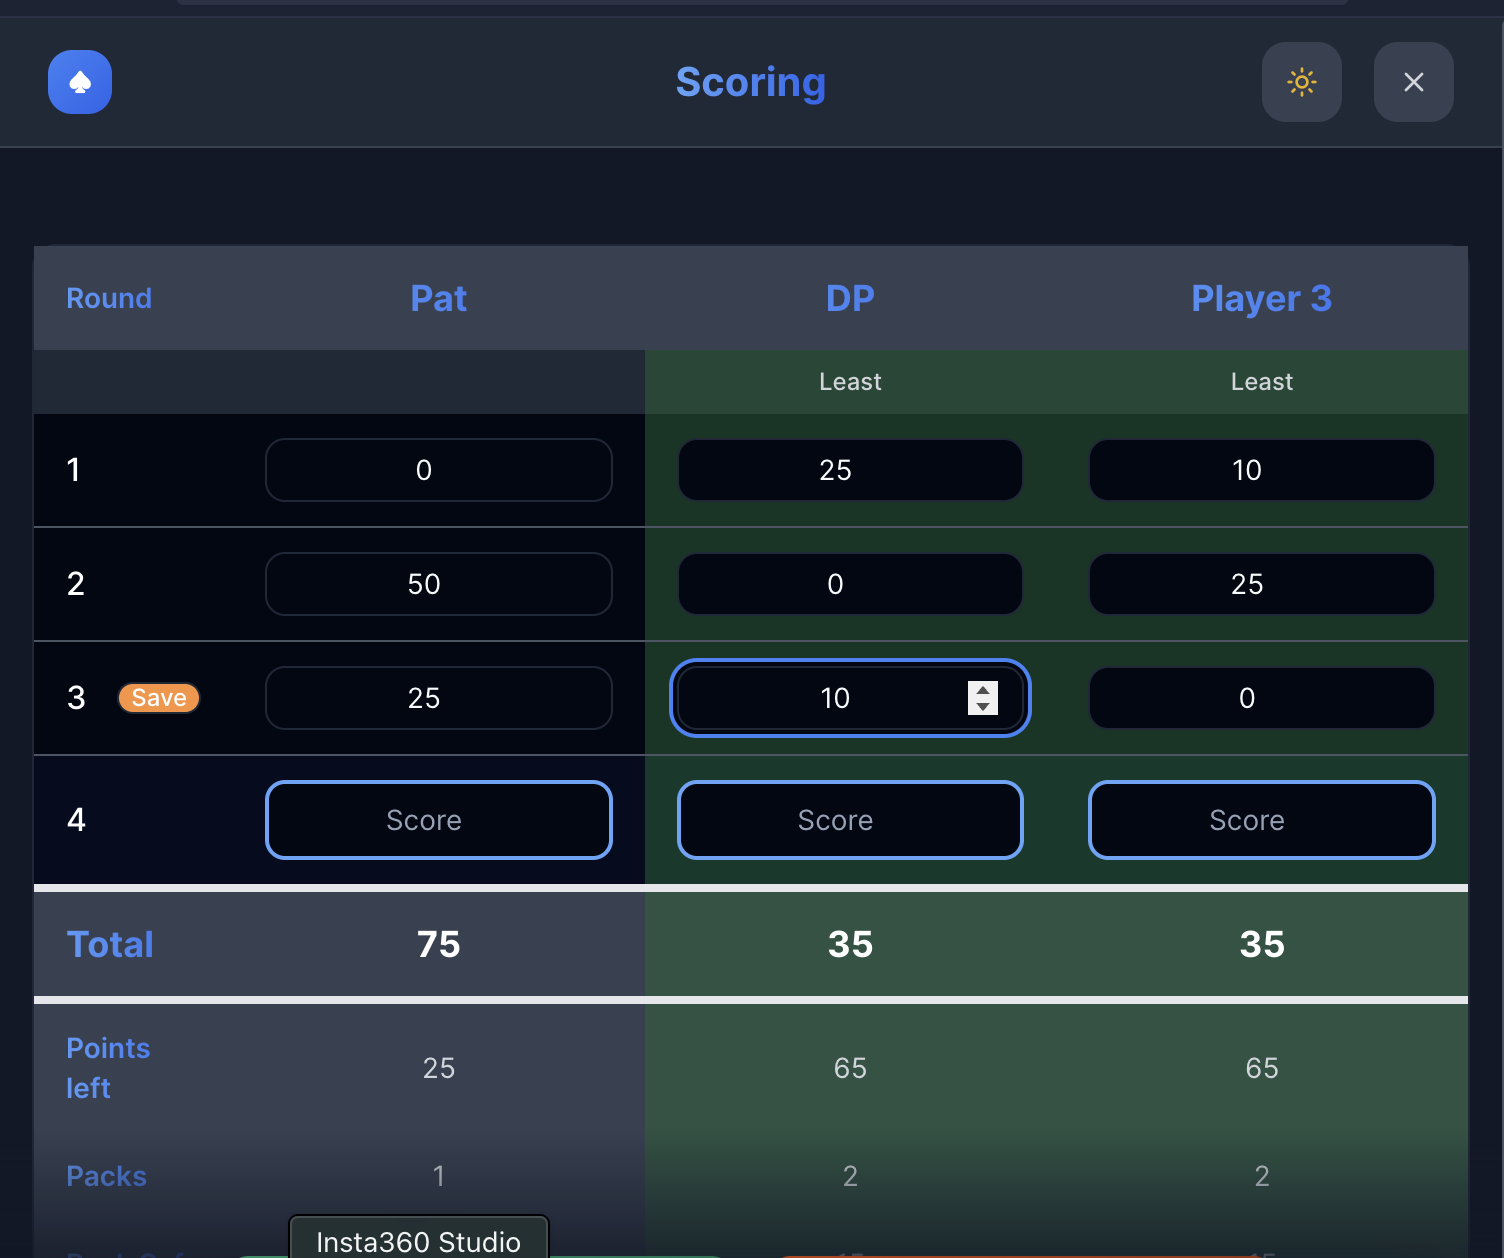 Scoring
Round Pat DP Player 3
Least Least
1 0 25 10
2 50 0 25
3 Save 25 10 0
4 Score Score Score
Total 75 35 35
Points left 25 65 65
Packs 1 2 2
Insta360 Studio